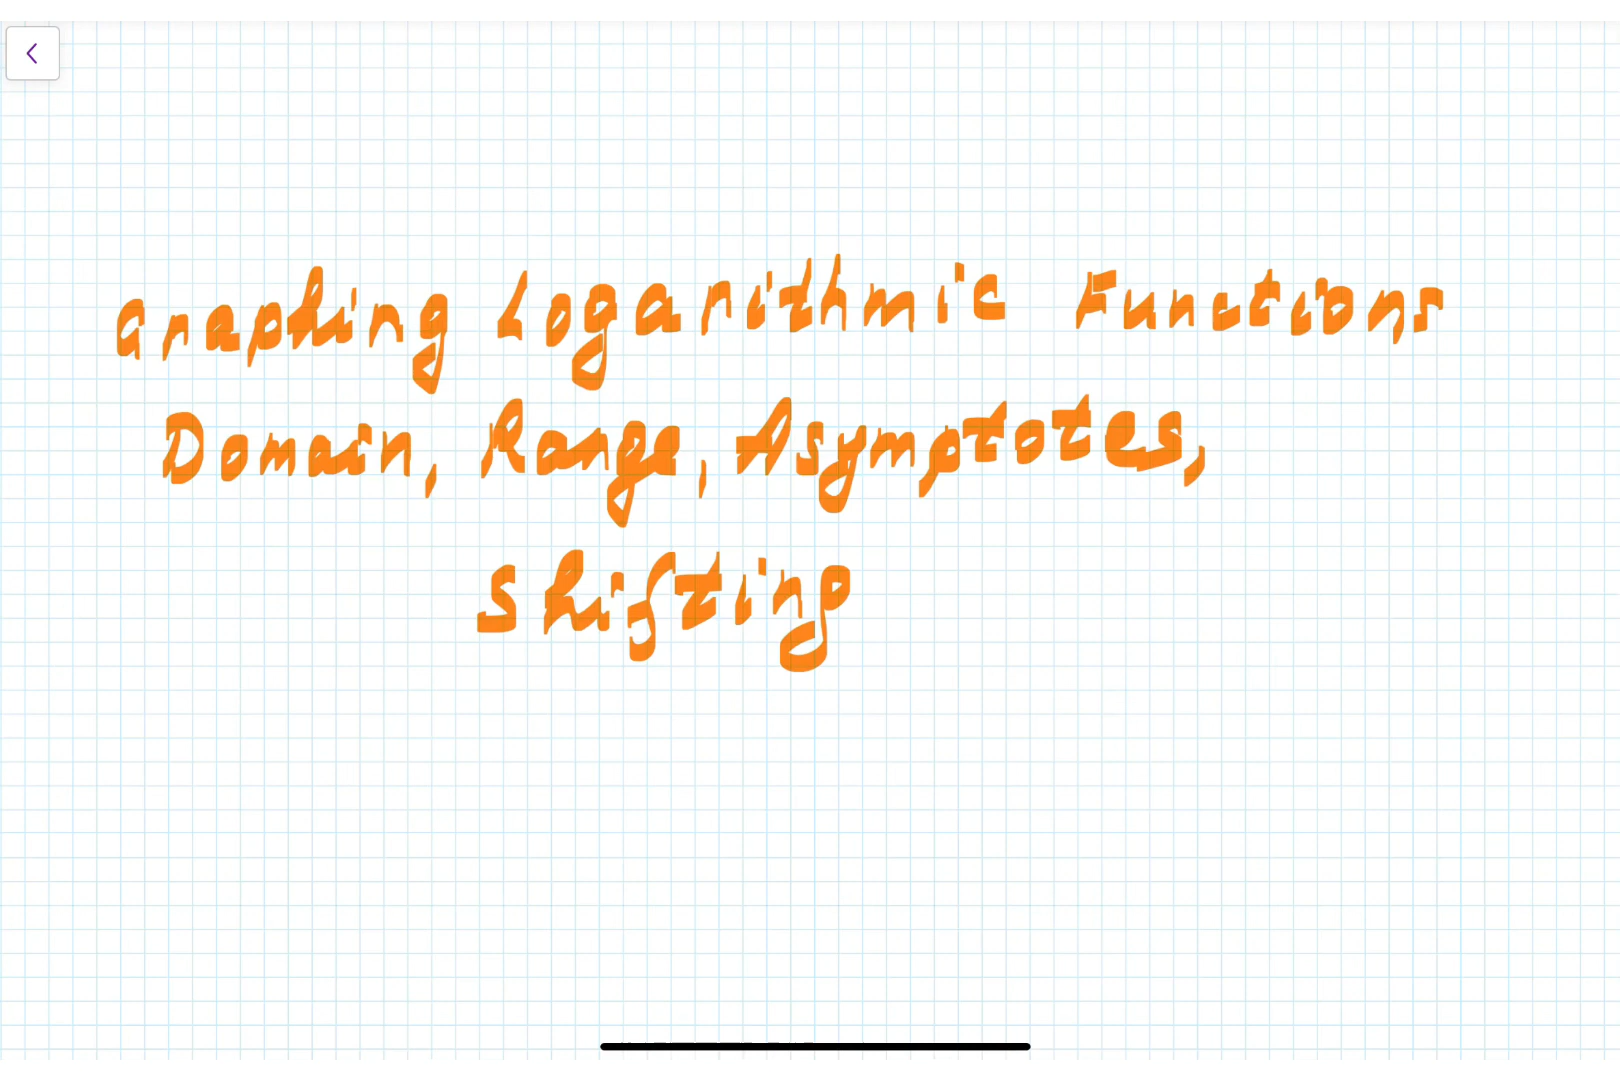 Graphing Logarithmic Functions
Domain, Range, Asymptotes,
Shifting